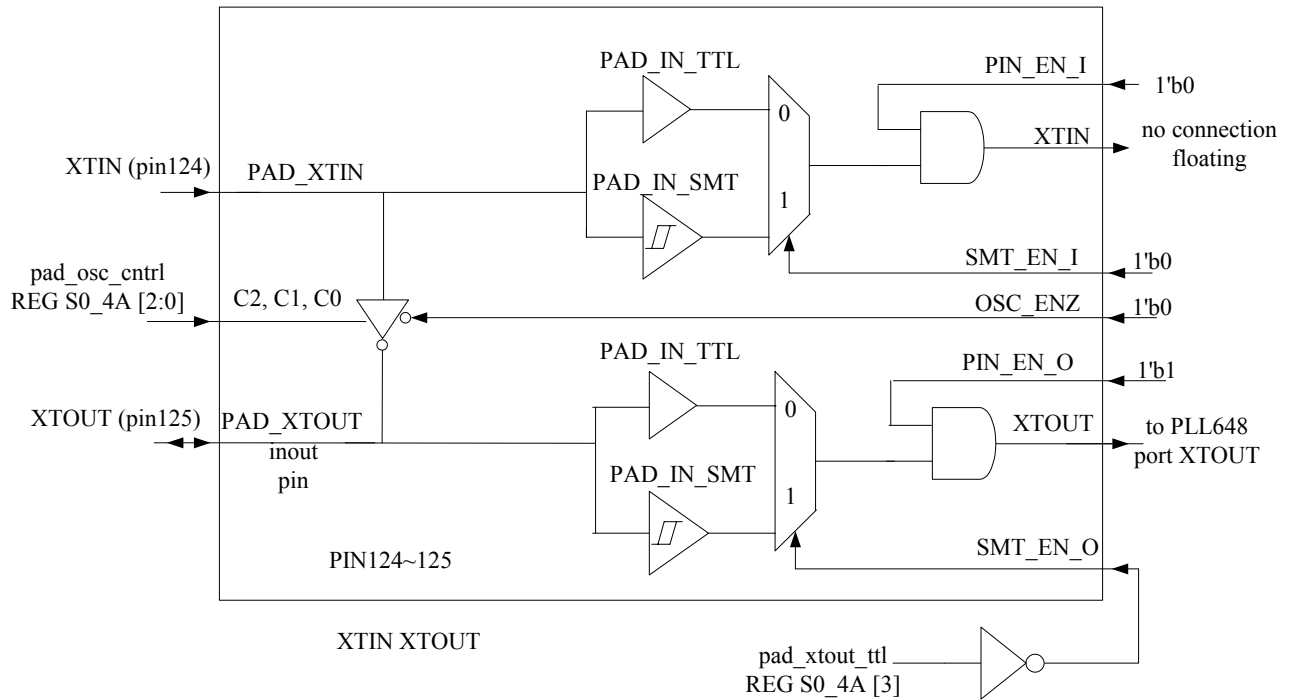 PAD_IN_TTL
PIN_EN_I
1'b0
0
XTIN
no connection
floating
XTIN (pin124)
PAD_XTIN
PAD_IN_SMT
1
SMT_EN_I
1'b0
pad_osc_cntrl
REG S0_4A [2:0]
C2, C1, C0
OSC_ENZ
1'b0
PAD_IN_TTL
PIN_EN_O
1'b1
0
XTOUT (pin125)
PAD_XTOUT
inout
pin
XTOUT
to PLL648
port XTOUT
PAD_IN_SMT
1
SMT_EN_O
PIN124~125
XTIN XTOUT
pad_xtout_ttl
REG S0_4A [3]